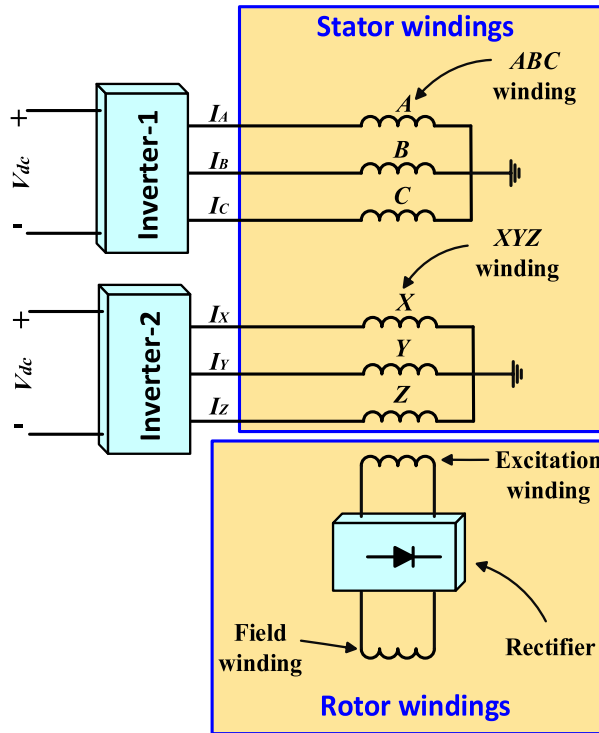 Stator windings
ABC
winding
+
Vdc
-
Inverter-1
IA
IB
IC
A
B
C
XYZ
winding
+
Vdc
-
Inverter-2
IX
IY
IZ
X
Y
Z
Excitation
winding
Field
winding
Rectifier
Rotor windings